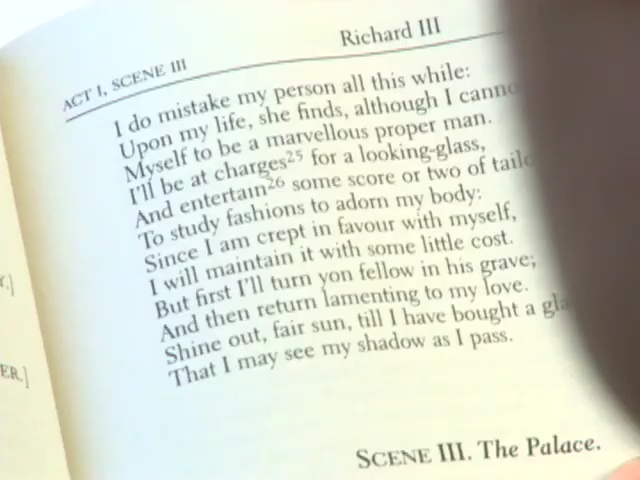 Richard III
ACT I, SCENE III
I do mistake my person all this while:
Upon my life, she finds, although I canno
Myself to be a marvellous proper man.
I'll be at charges25 for a looking-glass,
And entertain26 some score or two of tailo
To study fashions to adorn my body:
Since I am crept in favour with myself,
I will maintain it with some little cost.
But first I'll turn yon fellow in his grave;
And then return lamenting to my love.
Shine out, fair sun, till I have bought a gla
That I may see my shadow as I pass.
.]
ER.]
SCENE III. The Palace.